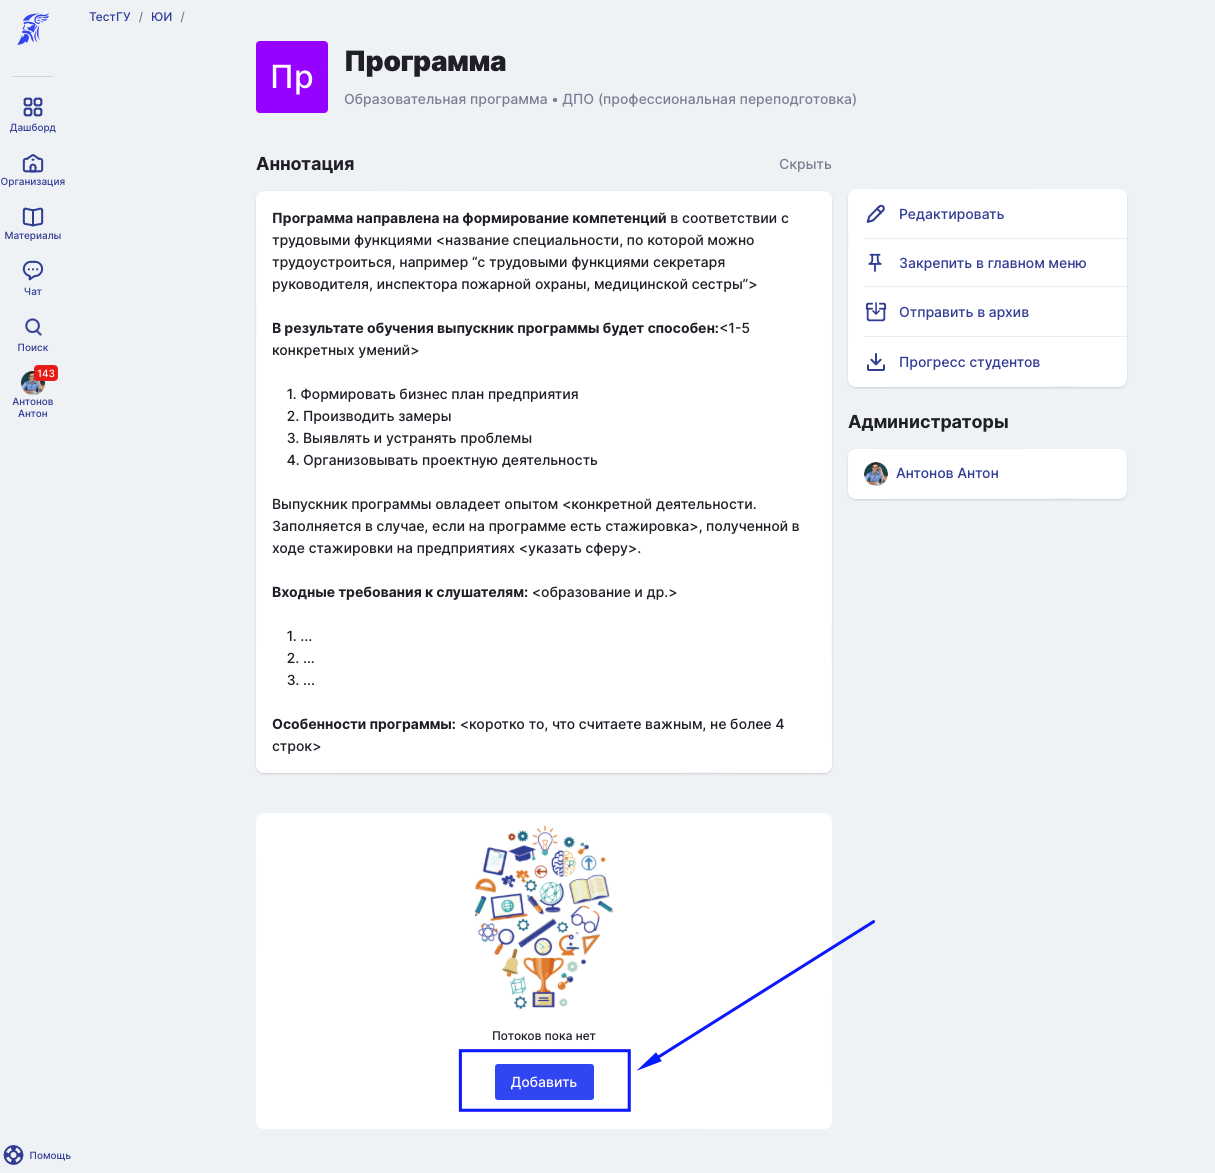 ТестГУ / ЮИ /
Пр
Программа
Образовательная программа • ДПО (профессиональная переподготовка)
Дашборд
Организация
Материалы
Чат
Поиск
143
Антонов
Антон
Аннотация
Скрыть
Программа направлена на формирование компетенций в соответствии с
трудовыми функциями <название специальности, по которой можно
трудоустроиться, например “с трудовыми функциями секретаря
руководителя, инспектора пожарной охраны, медицинской сестры”>
В результате обучения выпускник программы будет способен:<1-5
конкретных умений>
1. Формировать бизнес план предприятия
2. Производить замеры
3. Выявлять и устранять проблемы
4. Организовывать проектную деятельность
Выпускник программы овладеет опытом <конкретной деятельности.
Заполняется в случае, если на программе есть стажировка>, полученной в
ходе стажировки на предприятиях <указать сферу>.
Входные требования к слушателям: <образование и др.>
1. ...
2. ...
3. ...
Особенности программы: <коротко то, что считаете важным, не более 4
строк>
Редактировать
Закрепить в главном меню
Отправить в архив
Прогресс студентов
Администраторы
Антонов Антон
Потоков пока нет
Добавить
Помощь